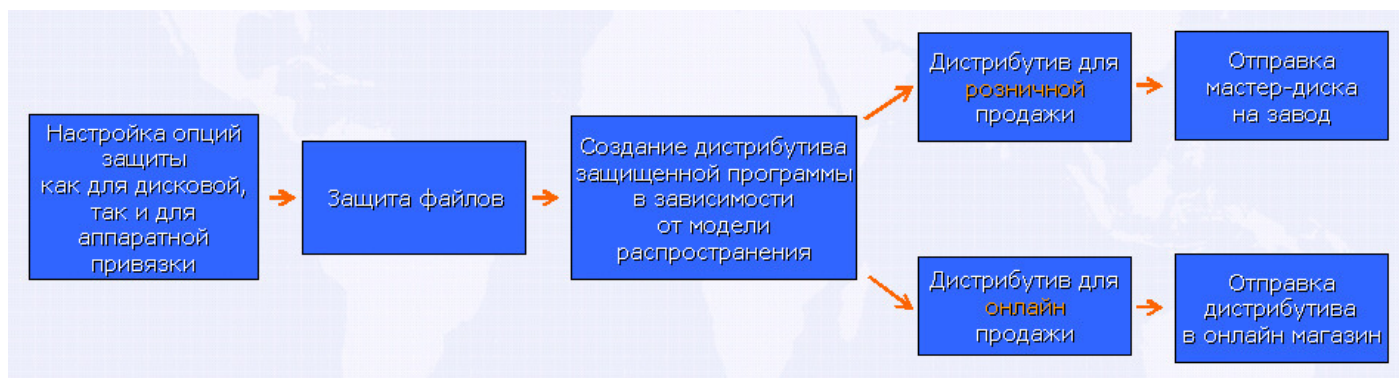 Настройка опций
защиты
как для дисковой,
так и для
аппаратной
привязки
Защита файлов
Создание дистрибутива
защищенной программы
в зависимости
от модели
распространения
Дистрибутив для
розничной
продажи
Отправка
мастер-диска
на завод
Дистрибутив для
онлайн
продажи
Отправка
дистрибутива
в онлайн магазин